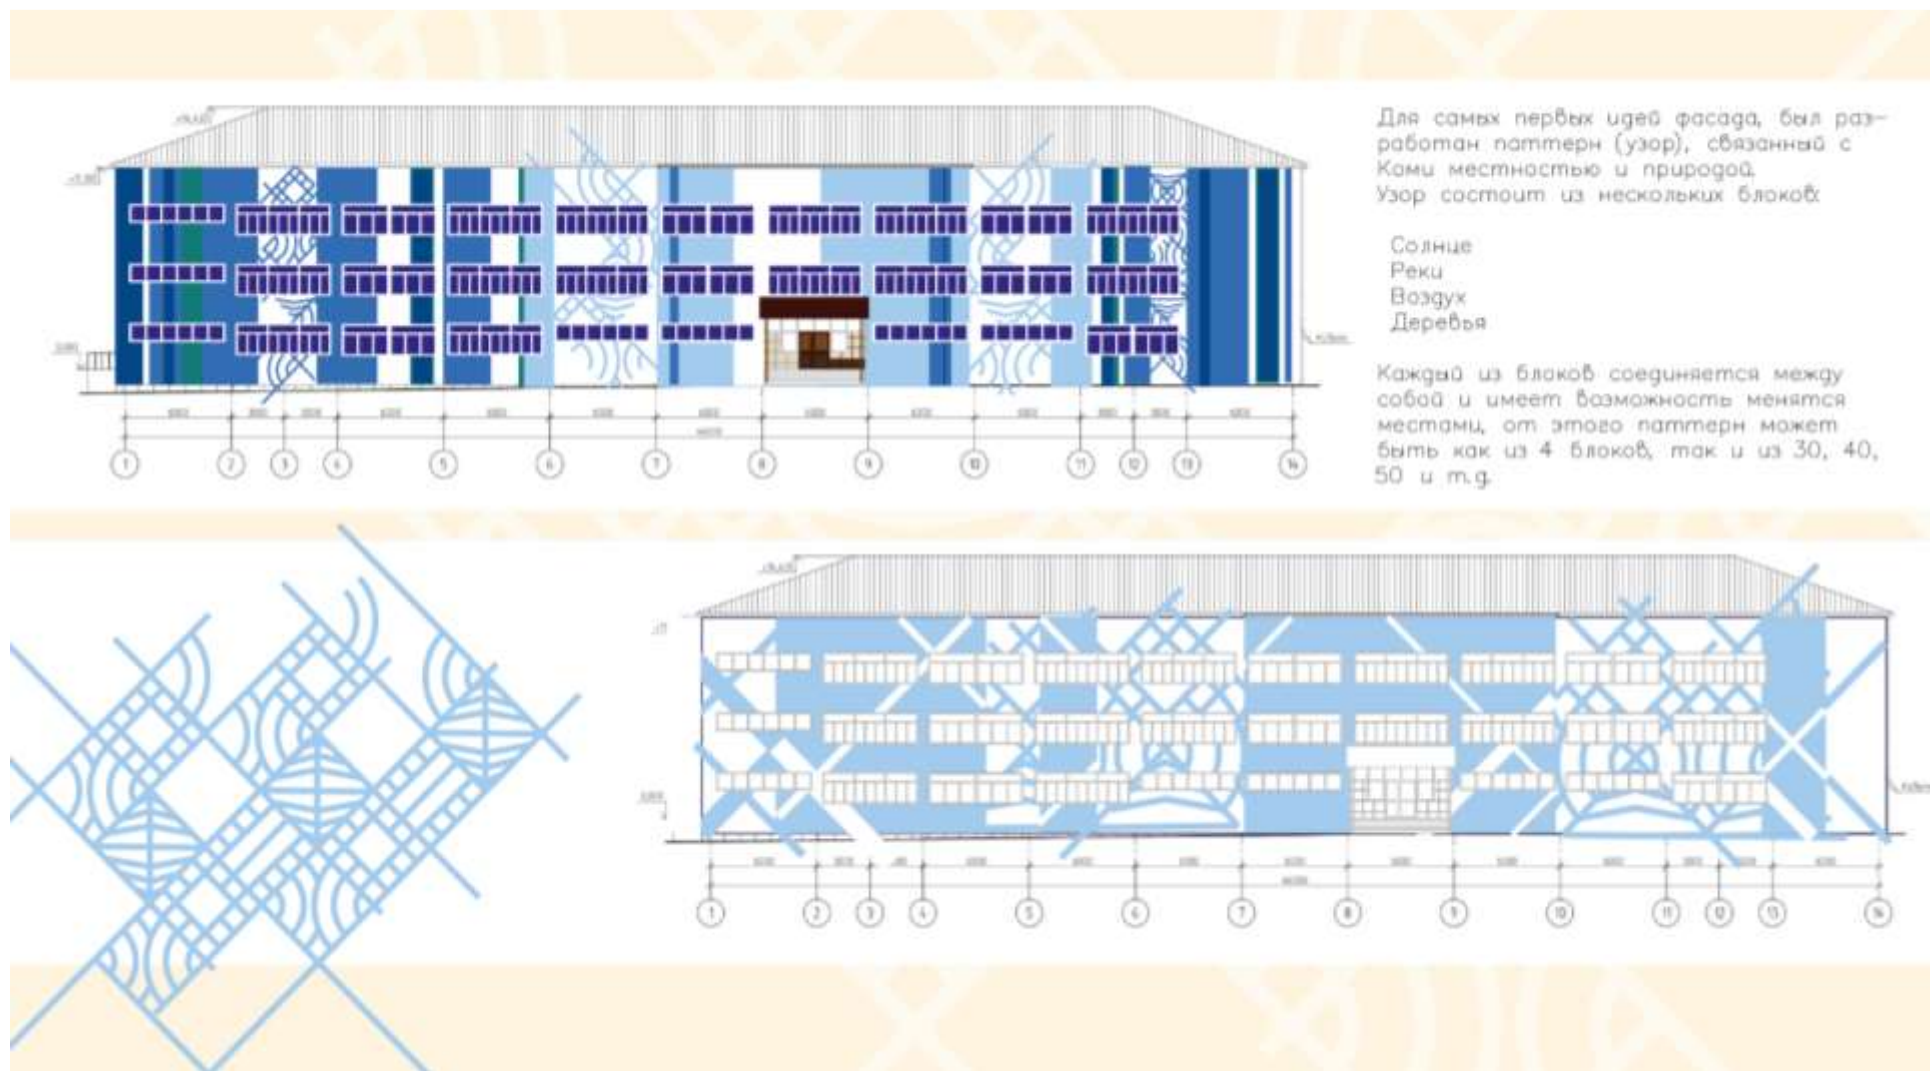 Для самых первых идей фасада, был раз-
работан паттерн (узор), связанный с
Коми местностью и природой.
Узор состоит из нескольких блоков:
Солнце
Реки
Воздух
Деревья
Каждый из блоков соединяется между
собой и имеет возможность менятся
местами, от этого паттерн может
быть как из 4 блоков, так и из 30, 40,
50 и т.д.
1 2 3 4 5 6 7 8 9 10 11 12 13 14
1 2 3 4 5 6 7 8 9 10 11 12 13 14